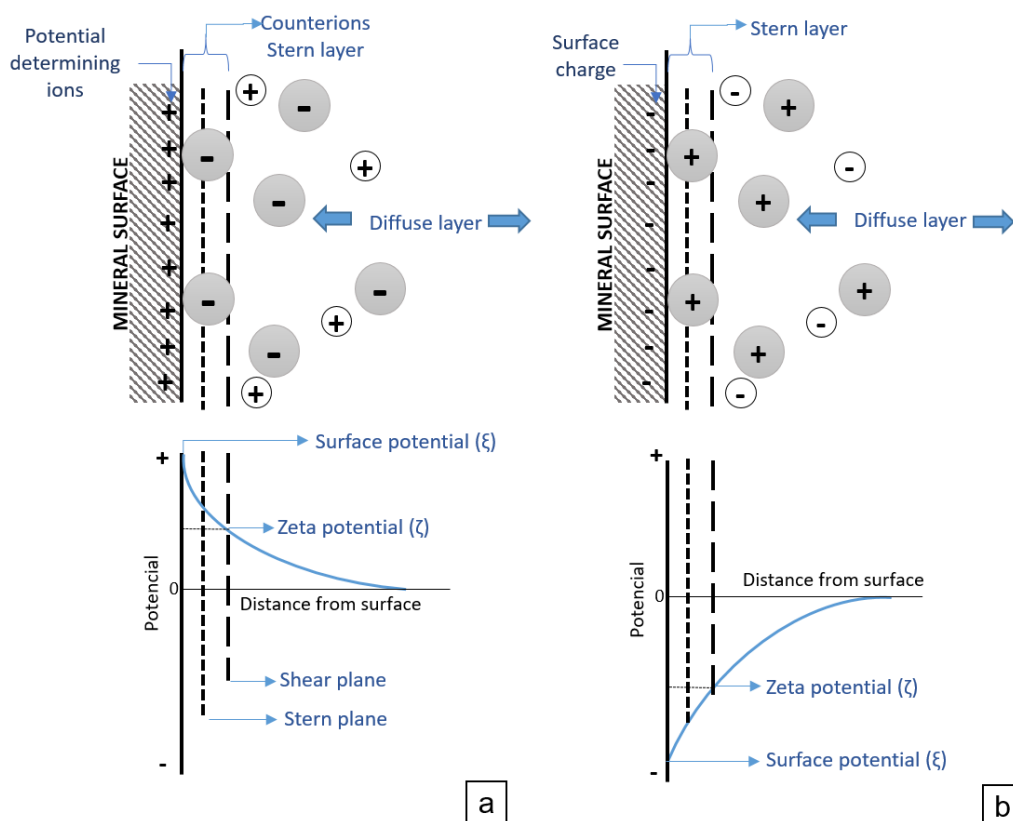 Counterions
Stern layer
Potential
determining
ions
MINERAL SURFACE
+
+
+
+
+
+
+
+
-
-
+
-
+
-
-
+
-
+
Diffuse layer
+
Surface potential (ξ)
Zeta potential (ζ)
Potencial
0
Distance from surface
Shear plane
Stern plane
-
a
Stern layer
Surface
charge
MINERAL SURFACE
-
-
-
-
-
-
-
-
+
+
-
+
-
+
+
-
+
-
Diffuse layer
+
Distance from surface
0
Potencial
Zeta potential (ζ)
Surface potential (ξ)
-
b